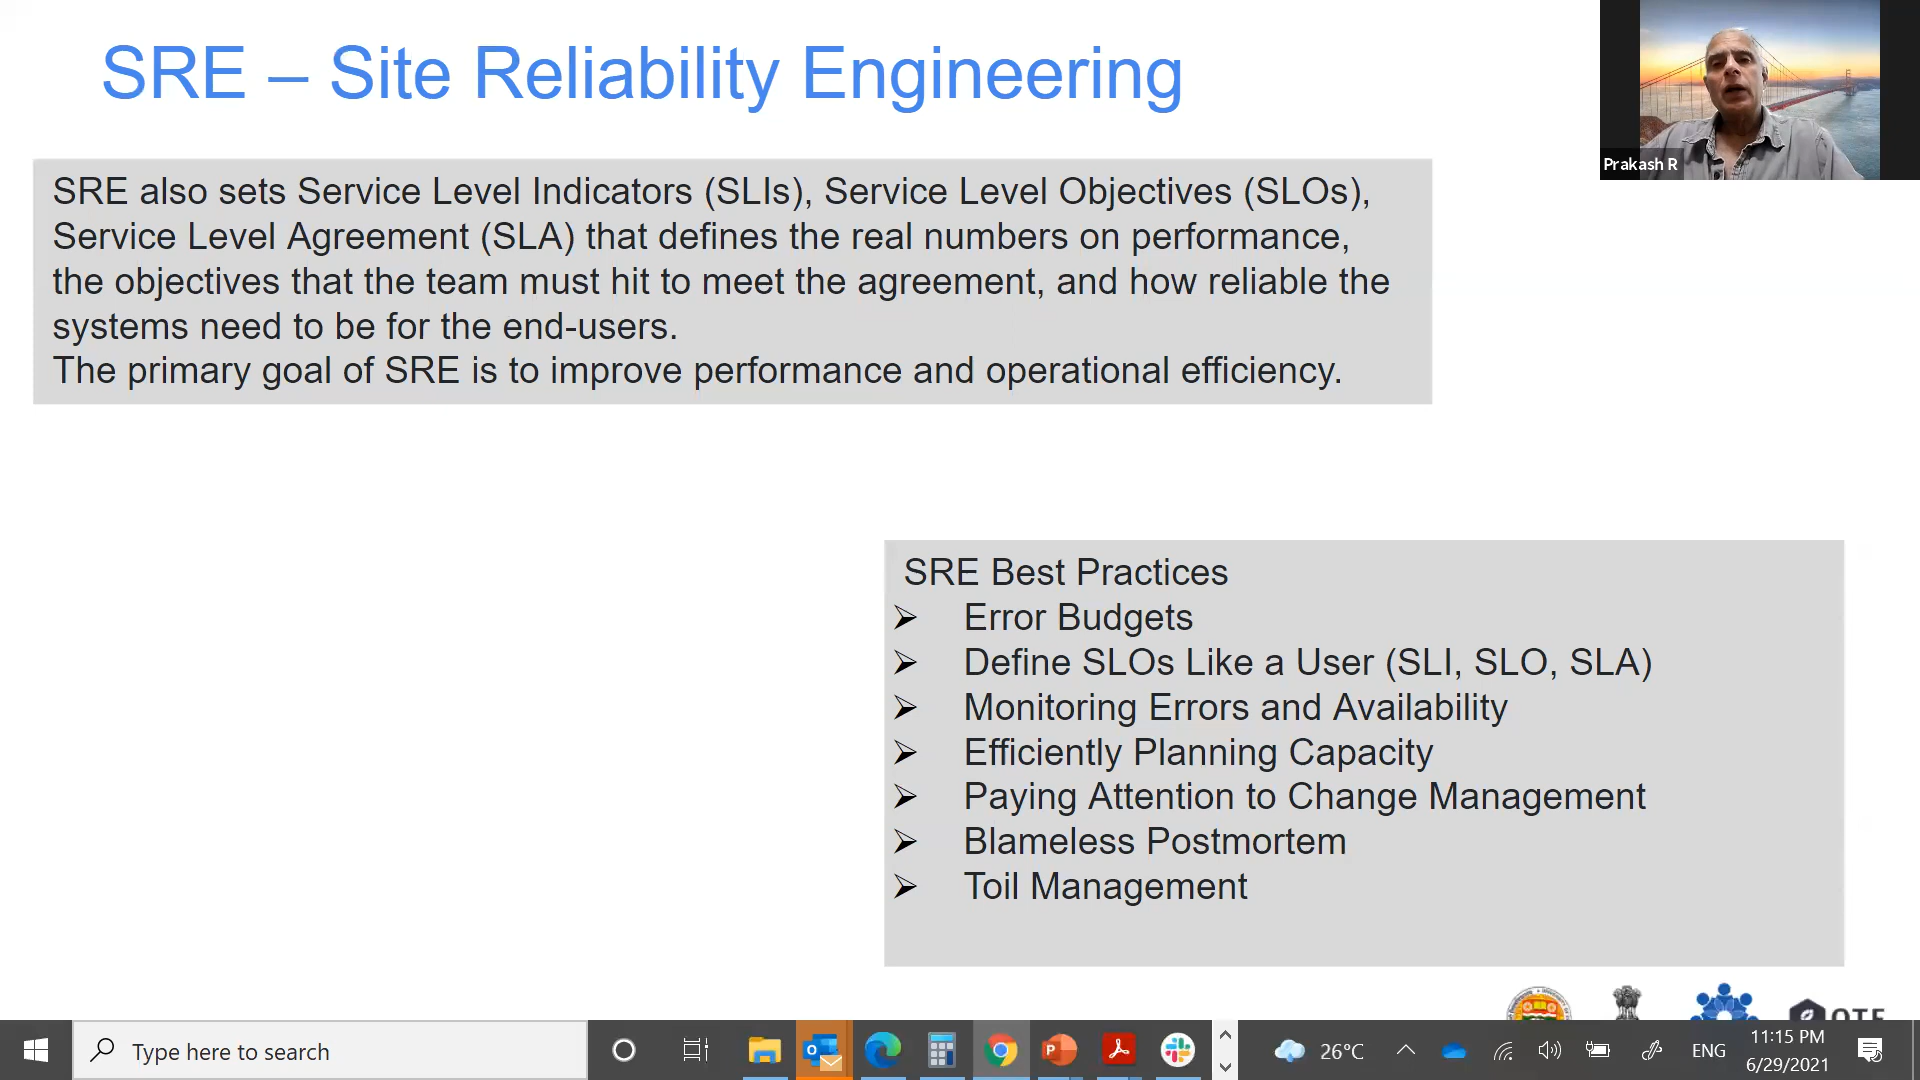 SRE – Site Reliability Engineering
Prakash R
SRE also sets Service Level Indicators (SLIs), Service Level Objectives (SLOs),
Service Level Agreement (SLA) that defines the real numbers on performance,
the objectives that the team must hit to meet the agreement, and how reliable the
systems need to be for the end-users.
The primary goal of SRE is to improve performance and operational efficiency.
SRE Best Practices
➢ Error Budgets
➢ Define SLOs Like a User (SLI, SLO, SLA)
➢ Monitoring Errors and Availability
➢ Efficiently Planning Capacity
➢ Paying Attention to Change Management
➢ Blameless Postmortem
➢ Toil Management
Type here to search
26°C
ENG
11:15 PM
6/29/2021